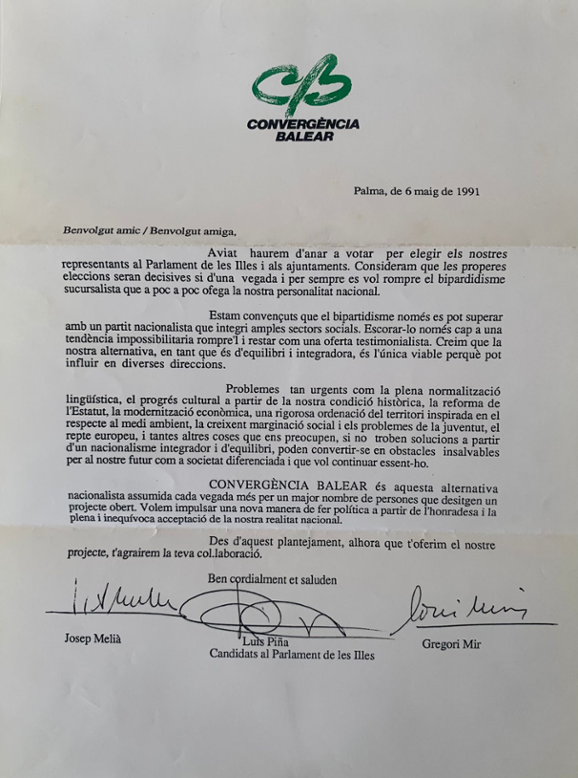 CB
CONVERGÈNCIA
BALEAR
Palma, de 6 maig de 1991
Benvolgut amic / Benvolgut amiga,
Aviat haurem d'anar a votar per elegir els nostres
representants al Parlament de les Illes i als ajuntaments. Consideram que les properes
eleccions seran decisives si d'una vegada i per sempre es vol rompre el bipardidisme
sucursalista que a poc a poc ofega la nostra personalitat nacional.
Estam convençuts que el bipartidisme només es pot superar
amb un partit nacionalista que integri amples sectors socials. Escorar-lo només cap a una
tendència impossibilitaria rompre'l i restar com una oferta testimonialista. Creim que la
nostra alternativa, en tant que és d'equilibri i integradora, és l'única viable perquè pot
influir en diverses direccions.
Problemes tan urgents com la plena normalització
lingüística, el progrés cultural a partir de la nostra condició històrica, la reforma de
l'Estatut, la modernització econòmica, una rigorosa ordenació del territori inspirada en el
respecte al medi ambient, la creixent marginació social i els problemes de la joventut, el
repte europeu, i tantes altres coses que ens preocupen, si no troben solucions a partir
d'un nacionalisme integrador i d'equilibri, poden convertir-se en obstacles insalvables
per al nostre futur com a societat diferenciada i que vol continuar essent-ho.
CONVERGÈNCIA BALEAR és aquesta alternativa
nacionalista assumida cada vegada més per un major nombre de persones que desitgen un
projecte obert. Volem impulsar una nova manera de fer política a partir de l'honradesa i la
plena i inequívoca acceptació de la nostra realitat nacional.
Des d'aquest plantejament, alhora que t'oferim el nostre
projecte, t'agrairem la teva col.laboració.
Ben cordialment et saluden
Josep Melià
Luis Piña
Gregori Mir
Candidats al Parlament de les Illes